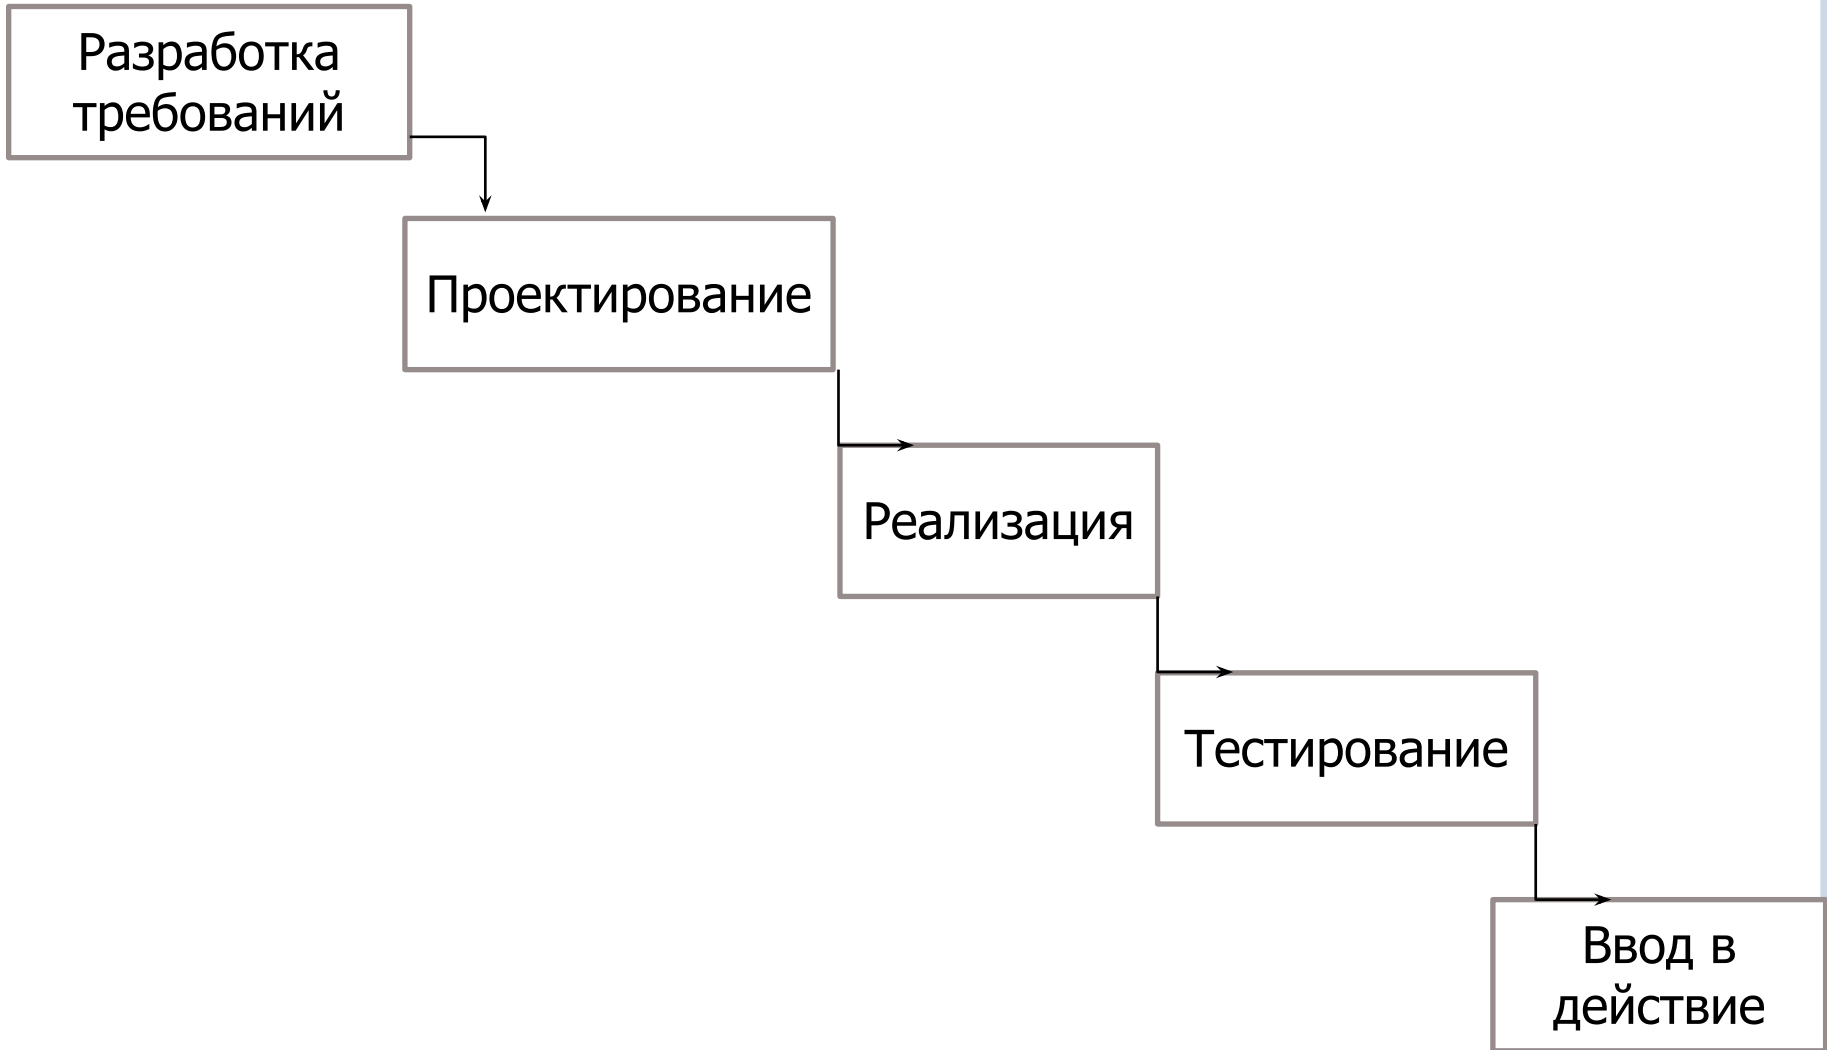 Разработка
требований
Проектирование
Реализация
Тестирование
Ввод в
действие